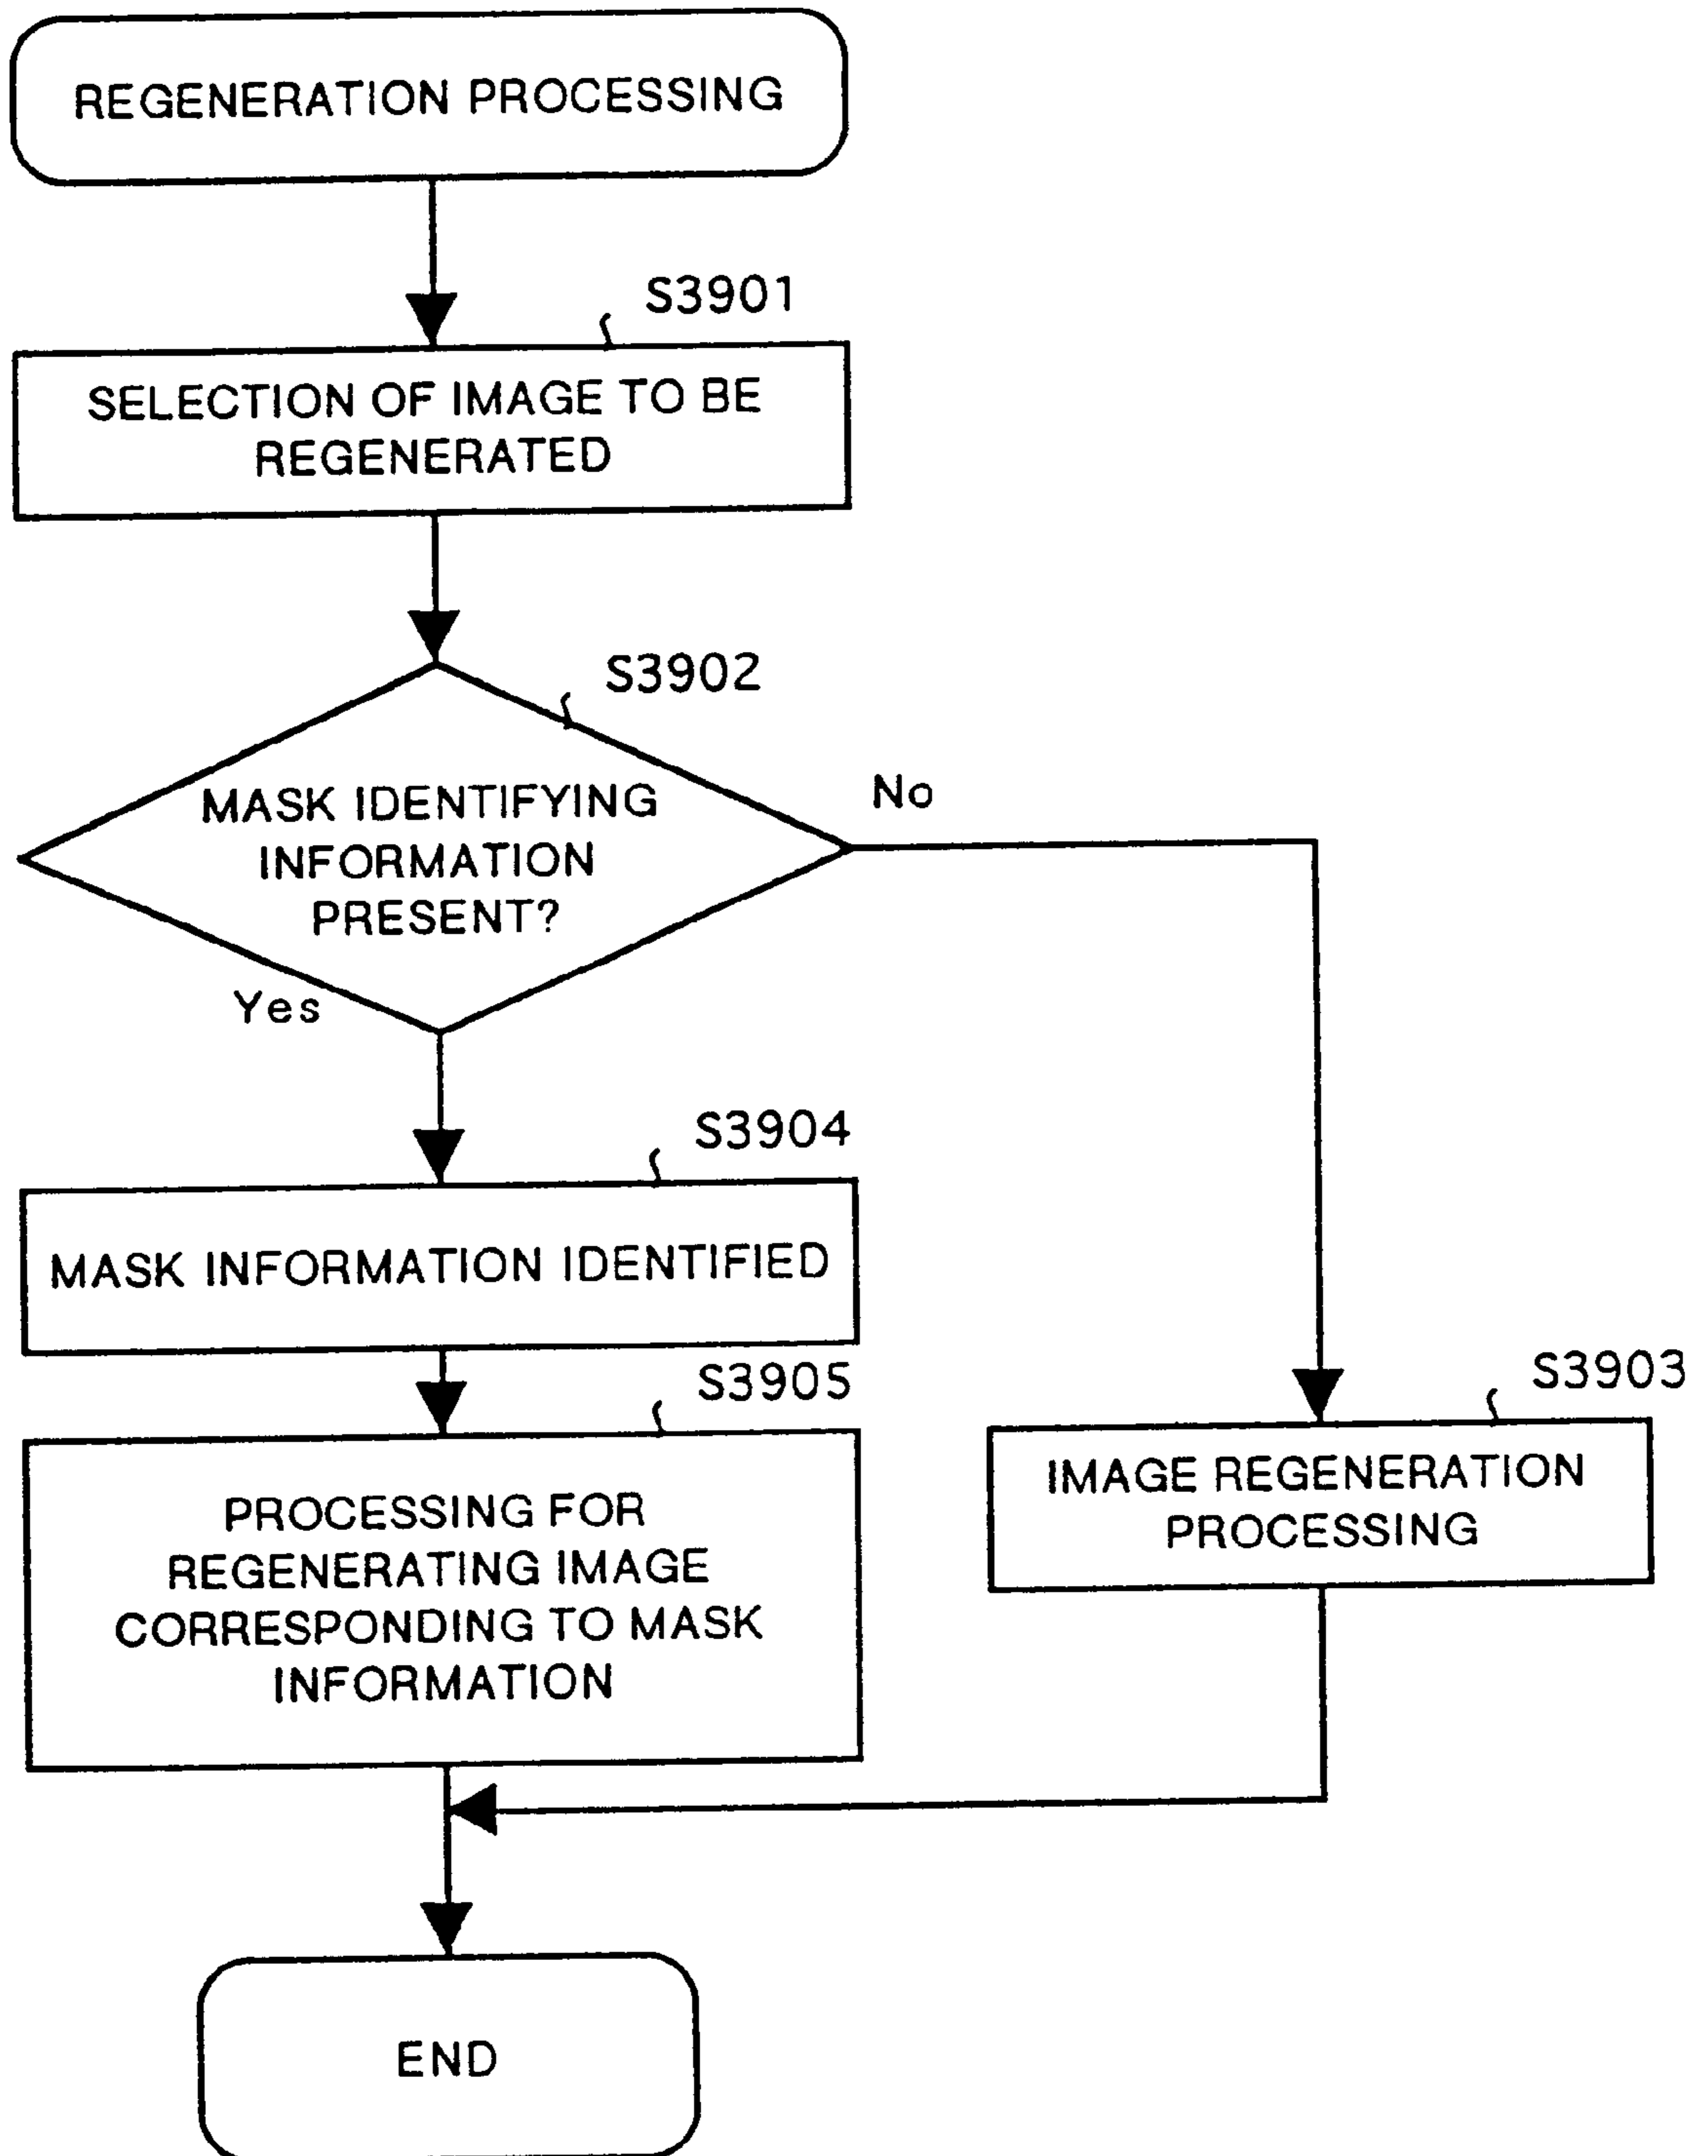 REGENERATION PROCESSING
S3901
SELECTION OF IMAGE TO BE
REGENERATED
S3902
MASK IDENTIFYING
INFORMATION
PRESENT?
No
Yes
S3904
MASK INFORMATION IDENTIFIED
S3905
PROCESSING FOR
REGENERATING IMAGE
CORRESPONDING TO MASK
INFORMATION
S3903
IMAGE REGENERATION
PROCESSING
END